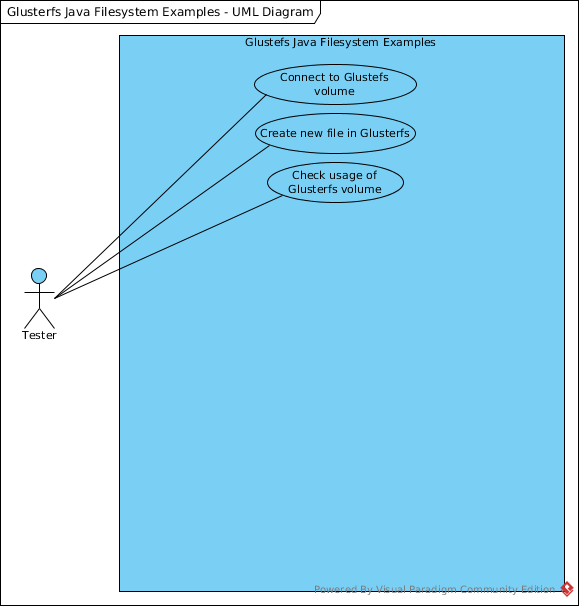 Glusterfs Java Filesystem Examples - UML Diagram
Glustefs Java Filesystem Examples
Connect to Glustefs
volume
Create new file in Glusterfs
Check usage of
Glusterfs volume
Tester
Powered By Visual Paradigm Community Edition